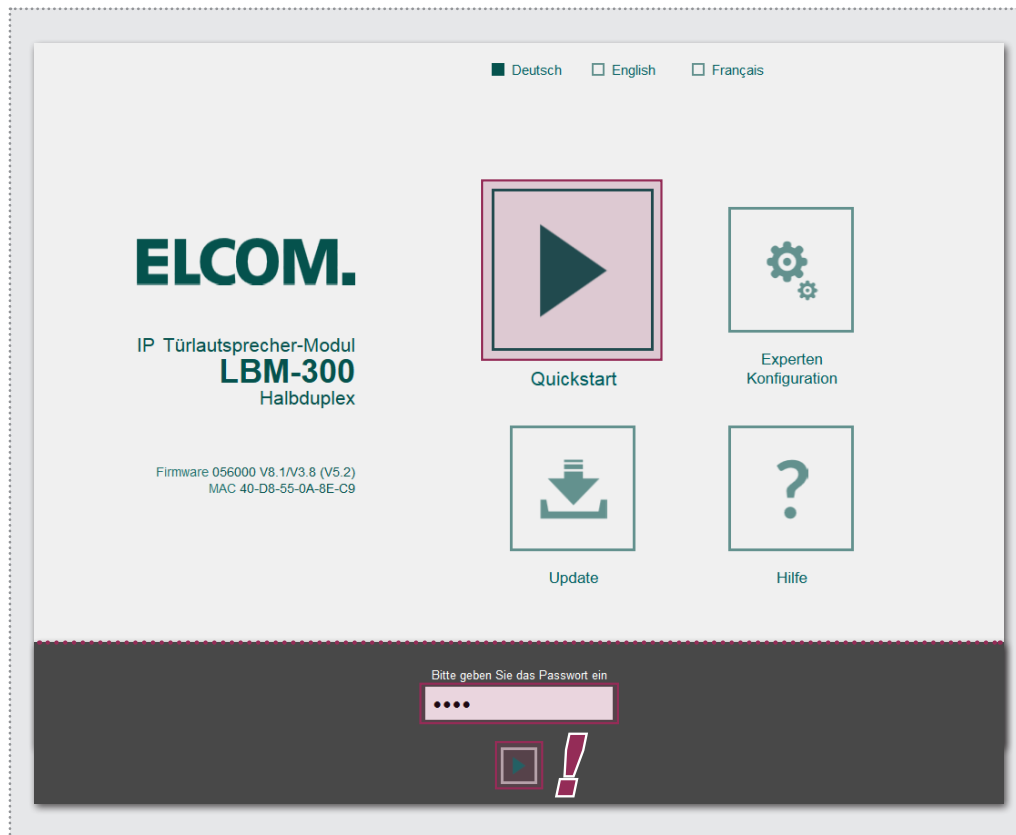 Deutsch English Français
ELCOM.
IP Türlautsprecher-Modul
LBM-300
Halbduplex
Firmware 056000 V8.1/V3.8 (V5.2)
MAC 40-D8-55-0A-8E-C9
Quickstart
Experten
Konfiguration
Update
?
Hilfe
Bitte geben Sie das Passwort ein
••••
!